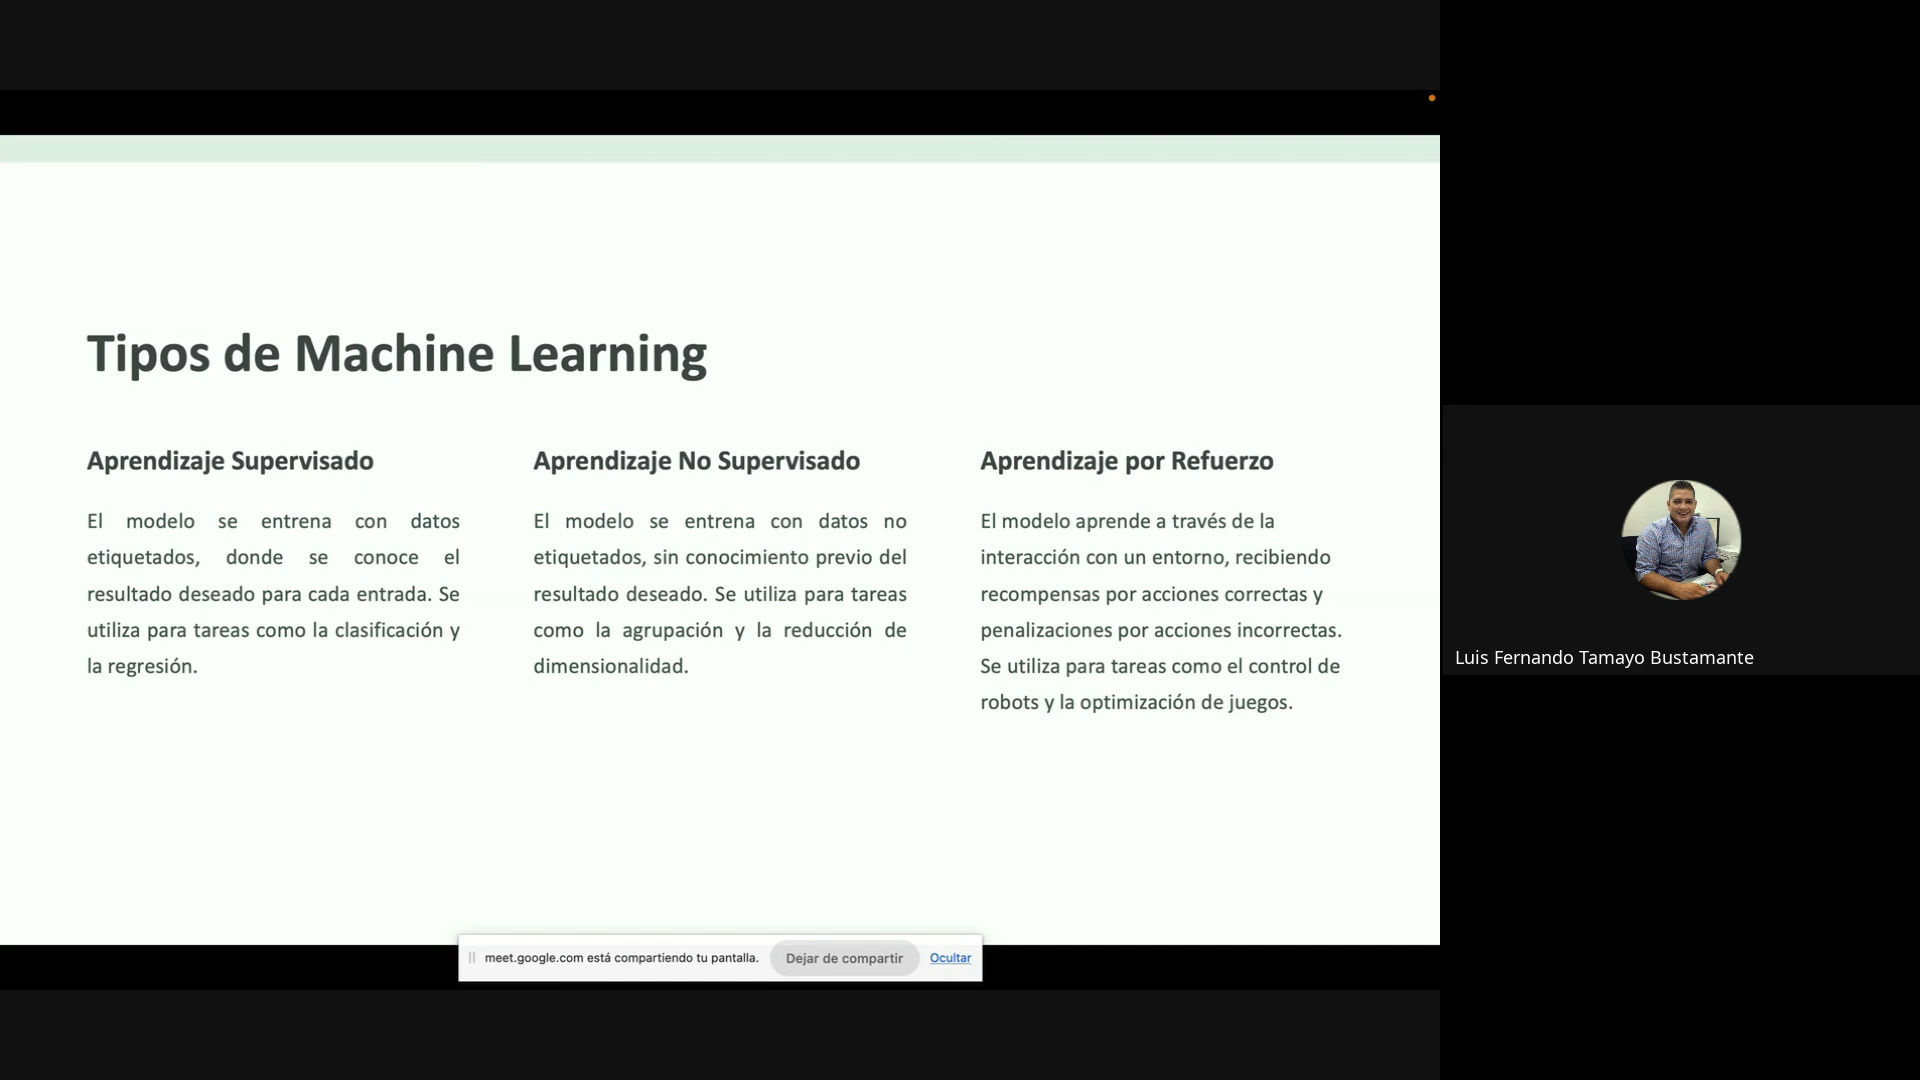 Tipos de Machine Learning
Aprendizaje Supervisado
El modelo se entrena con datos
etiquetados, donde se conoce el
resultado deseado para cada entrada. Se
utiliza para tareas como la clasificación y
la regresión.
Aprendizaje No Supervisado
El modelo se entrena con datos no
etiquetados, sin conocimiento previo del
resultado deseado. Se utiliza para tareas
como la agrupación y la reducción de
dimensionalidad.
Aprendizaje por Refuerzo
El modelo aprende a través de la
interacción con un entorno, recibiendo
recompensas por acciones correctas y
penalizaciones por acciones incorrectas.
Se utiliza para tareas como el control de
robots y la optimización de juegos.
Luis Fernando Tamayo Bustamante
meet.google.com está compartiendo tu pantalla. Dejar de compartir Ocultar